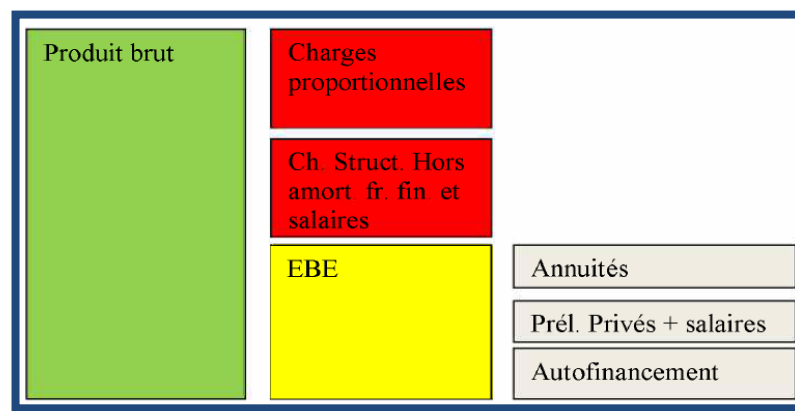 Produit brut
Charges
proportionnelles
Ch. Struct. Hors
amort. fr. fin. et
salaires
EBE
Annuités
Prél. Privés + salaires
Autofinancement